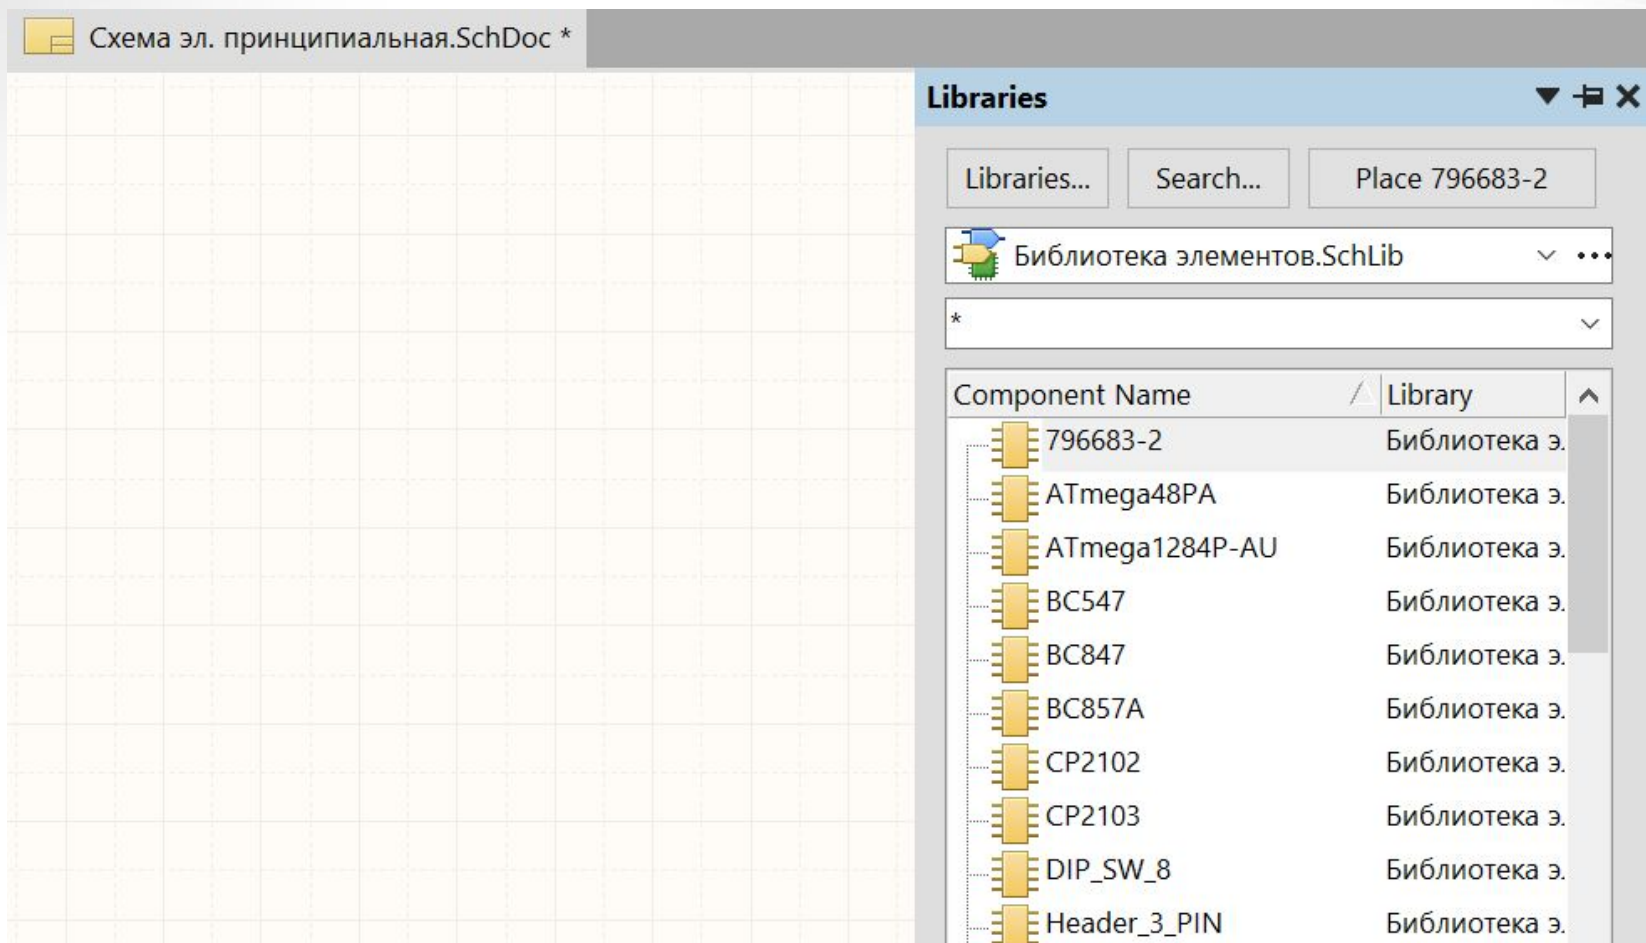 Схема эл. принципиальная.SchDoc *
Libraries
Libraries... Search... Place 796683-2
Библиотека элементов.SchLib
*
Component Name Library
796683-2 Библиотека э.
ATmega48PA Библиотека э.
ATmega1284P-AU Библиотека э.
BC547 Библиотека э.
BC847 Библиотека э.
BC857A Библиотека э.
CP2102 Библиотека э.
CP2103 Библиотека э.
DIP_SW_8 Библиотека э.
Header_3_PIN Библиотека э.